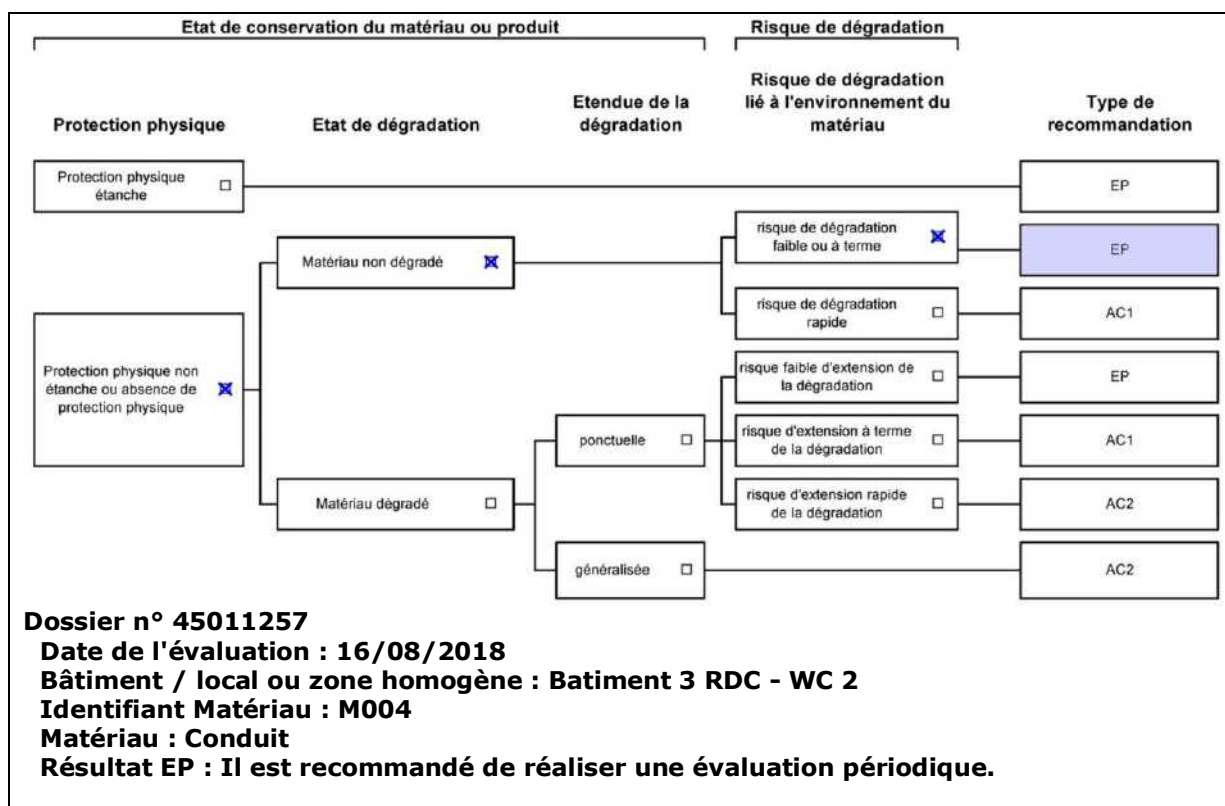 Etat de conservation du matériau ou produit
Risque de dégradation
Protection physique
Etat de dégradation
Etendue de la
dégradation
Risque de dégradation
lié à l'environnement du
matériau
Type de
recommandation
Protection physique
étanche
EP
risque de dégradation
faible ou à terme
Matériau non dégradé
EP
risque de dégradation
rapide
AC1
Protection physique non
étanche ou absence de
protection physique
risque faible d'extension de
la dégradation
EP
ponctuelle
risque d'extension à terme
de la dégradation
AC1
Matériau dégradé
risque d'extension rapide
de la dégradation
AC2
généralisée
AC2
Dossier n° 45011257
Date de l'évaluation : 16/08/2018
Bâtiment / local ou zone homogène : Batiment 3 RDC - WC 2
Identifiant Matériau : M004
Matériau : Conduit
Résultat EP : Il est recommandé de réaliser une évaluation périodique.